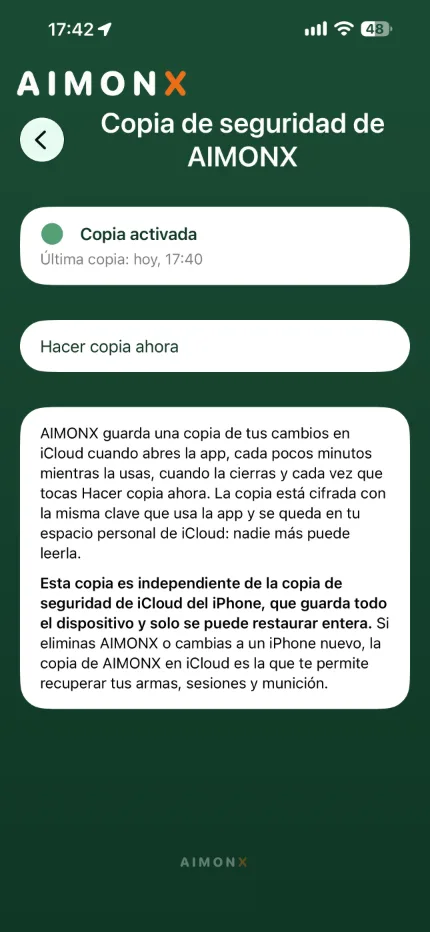 17:42
48
AIMONX
Copia de seguridad de
AIMONX
Copia activada
Última copia: hoy, 17:40
Hacer copia ahora
AIMONX guarda una copia de tus cambios en
iCloud cuando abres la app, cada pocos minutos
mientras la usas, cuando la cierras y cada vez que
tocas Hacer copia ahora. La copia está cifrada con
la misma clave que usa la app y se queda en tu
espacio personal de iCloud: nadie más puede
leerla.
Esta copia es independiente de la copia de
seguridad de iCloud del iPhone, que guarda todo
el dispositivo y solo se puede restaurar entera. Si
eliminas AIMONX o cambias a un iPhone nuevo, la
copia de AIMONX en iCloud es la que te permite
recuperar tus armas, sesiones y munición.
AIMONX